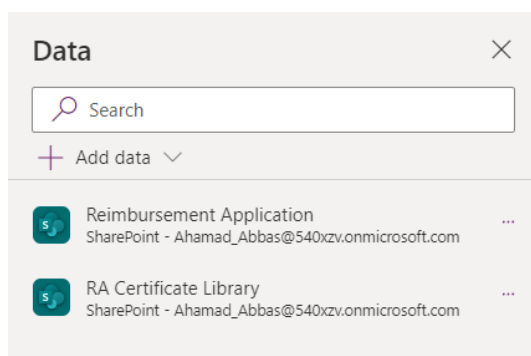 Data
Search
Add data
Reimbursement Application
SharePoint - Ahamad_Abbas@540xzv.onmicrosoft.com
...
RA Certificate Library
SharePoint - Ahamad_Abbas@540xzv.onmicrosoft.com
...